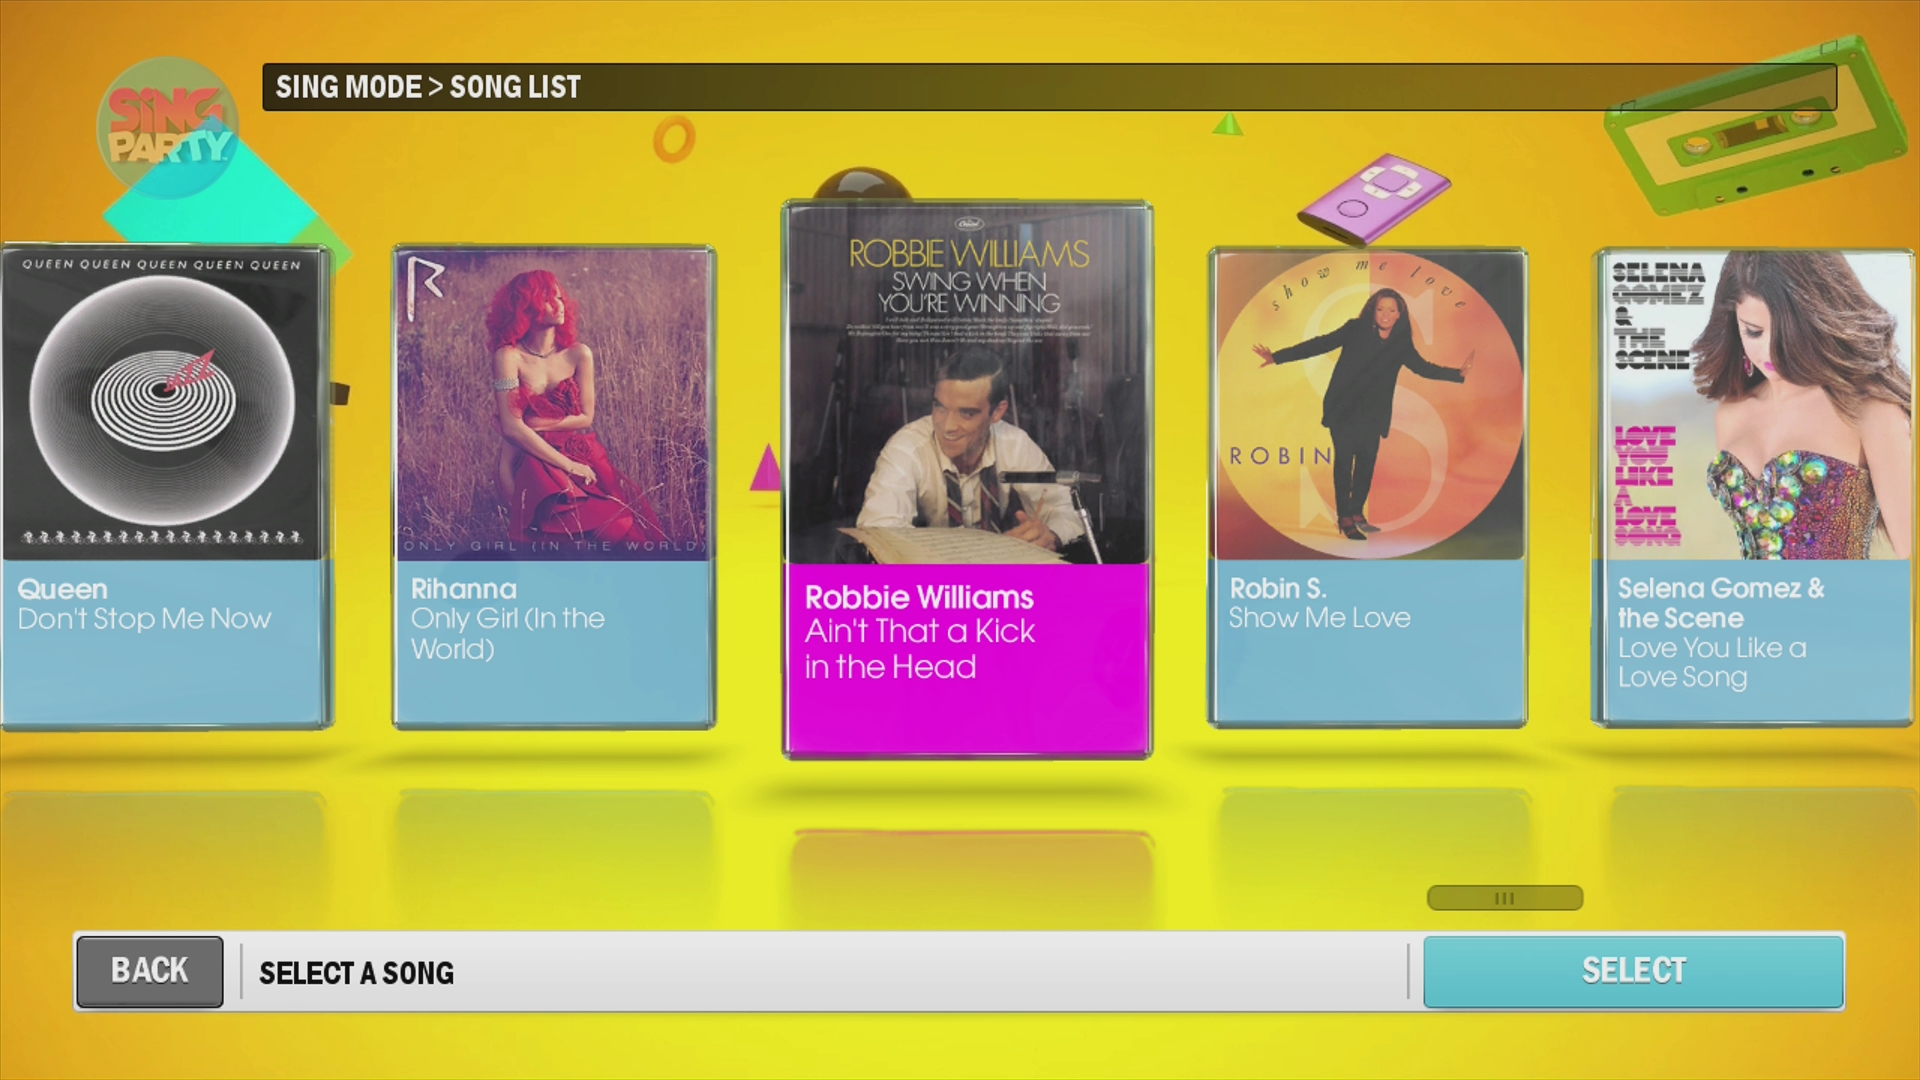 SING MODE > SONG LIST
SiNG
PARTY
QUEEN QUEEN QUEEN QUEEN QUEEN
JAZZ
Queen
Don't Stop Me Now
R
ONLY GIRL (IN THE WORLD)
Rihanna
Only Girl (In the
World)
Capitol
ROBBIE WILLIAMS
SWING WHEN
YOU'RE WINNING
Robbie Williams
Ain't That a Kick
in the Head
show me love
S
ROBIN
Robin S.
Show Me Love
SELENA
GOMEZ
&
THE
SCENE
LOVE
YOU
LIKE
A
LOVE
SONG
Selena Gomez &
the Scene
Love You Like a
Love Song
BACK
SELECT A SONG
SELECT